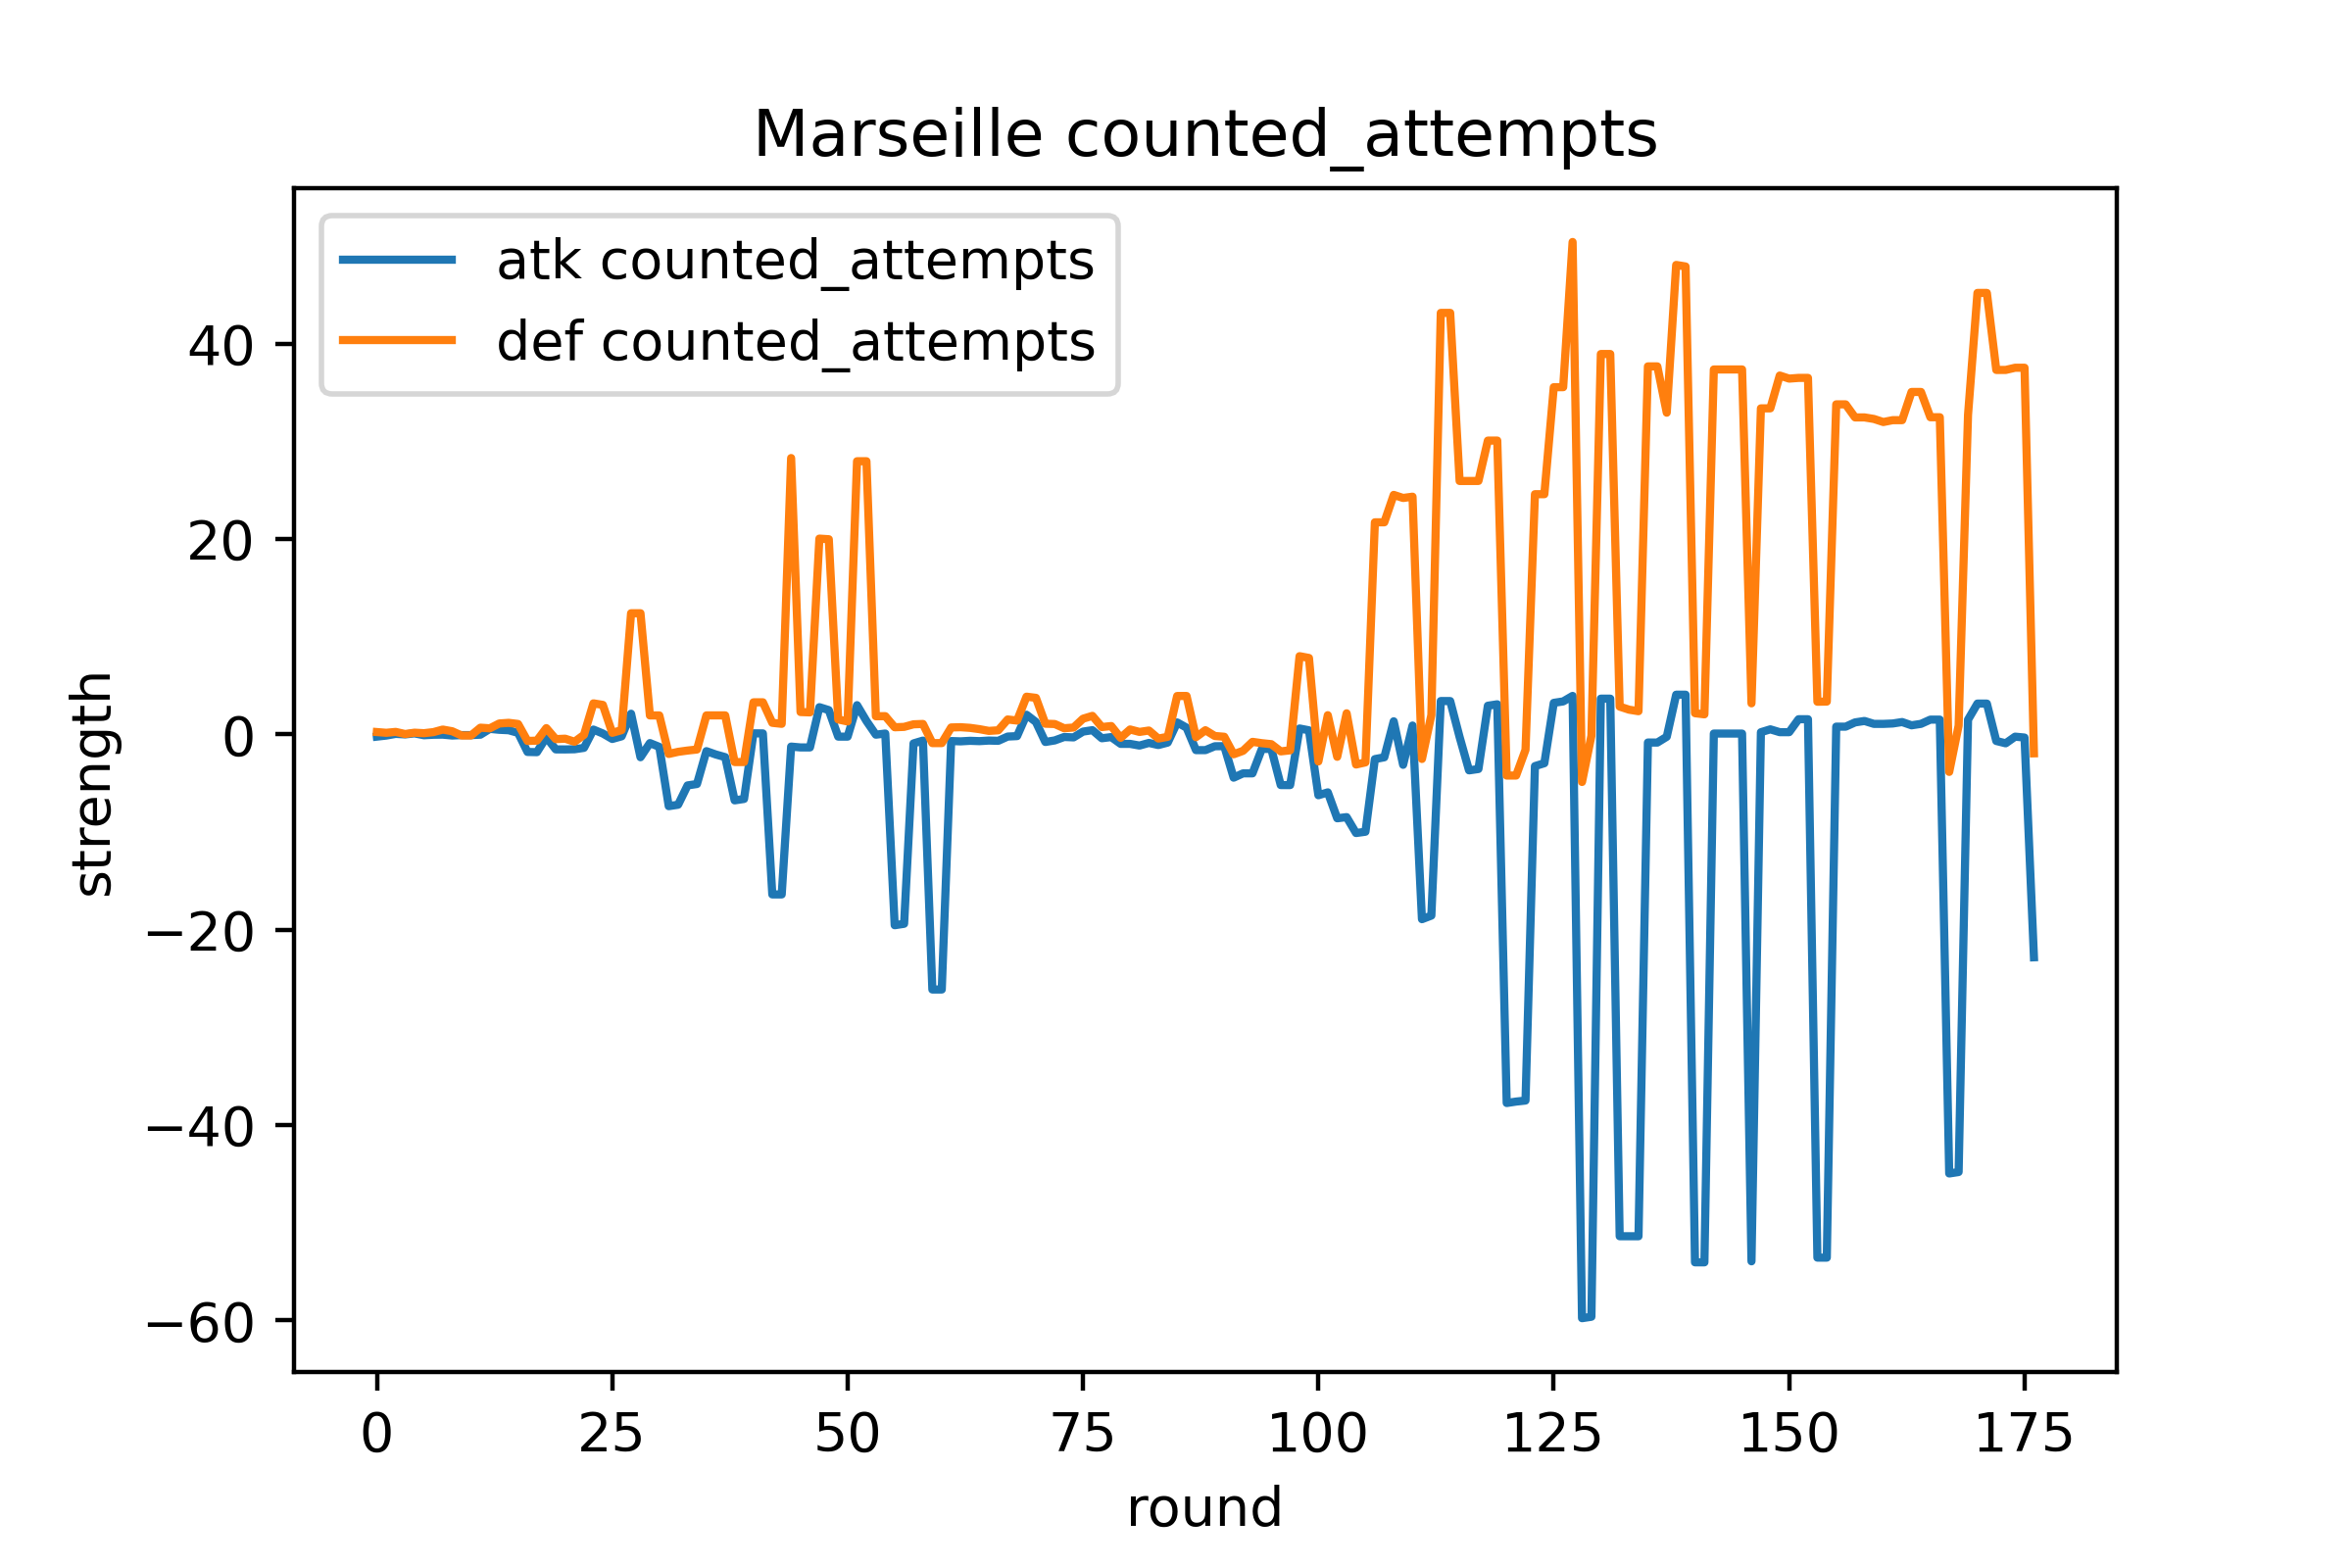 Marseille counted_attempts
atk counted_attempts
def counted_attempts
40
20
0
−20
−40
−60
strength
0 25 50 75 100 125 150 175
round